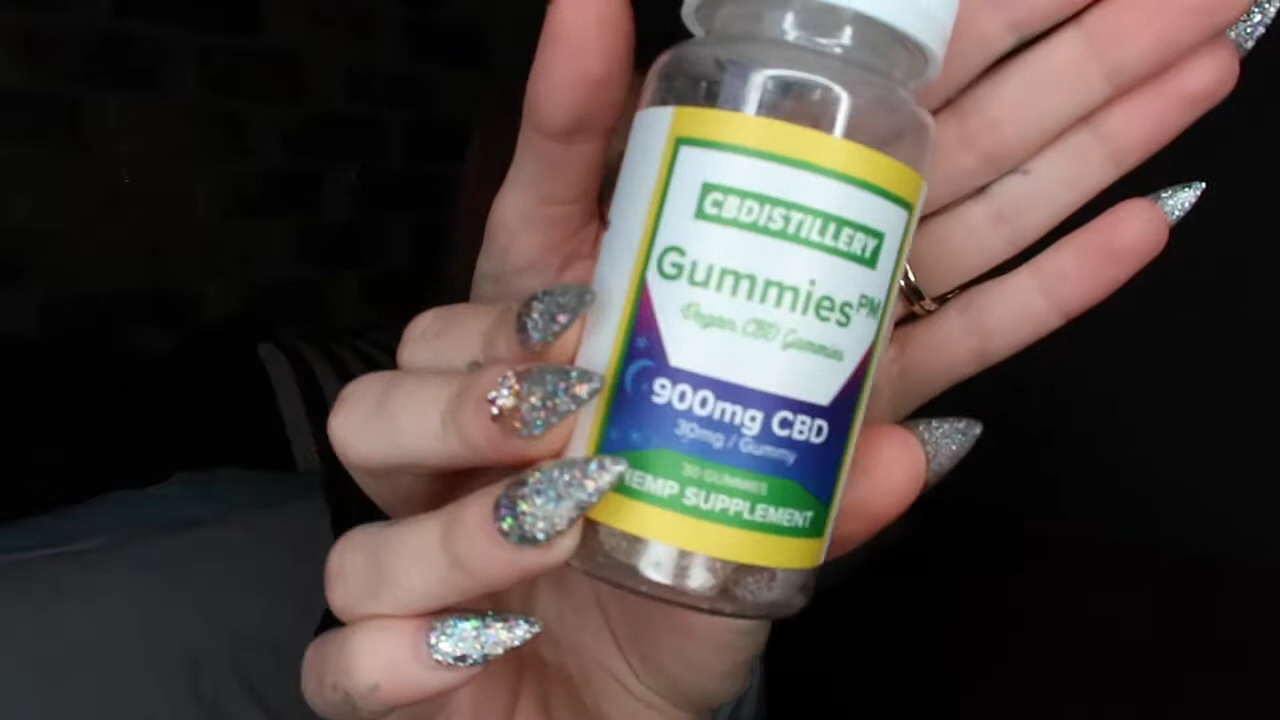 CBDISTILLERY
Gummies PM
Vegan CBD Gummies
900mg CBD
30mg / Gummy
30 GUMMIES
HEMP SUPPLEMENT